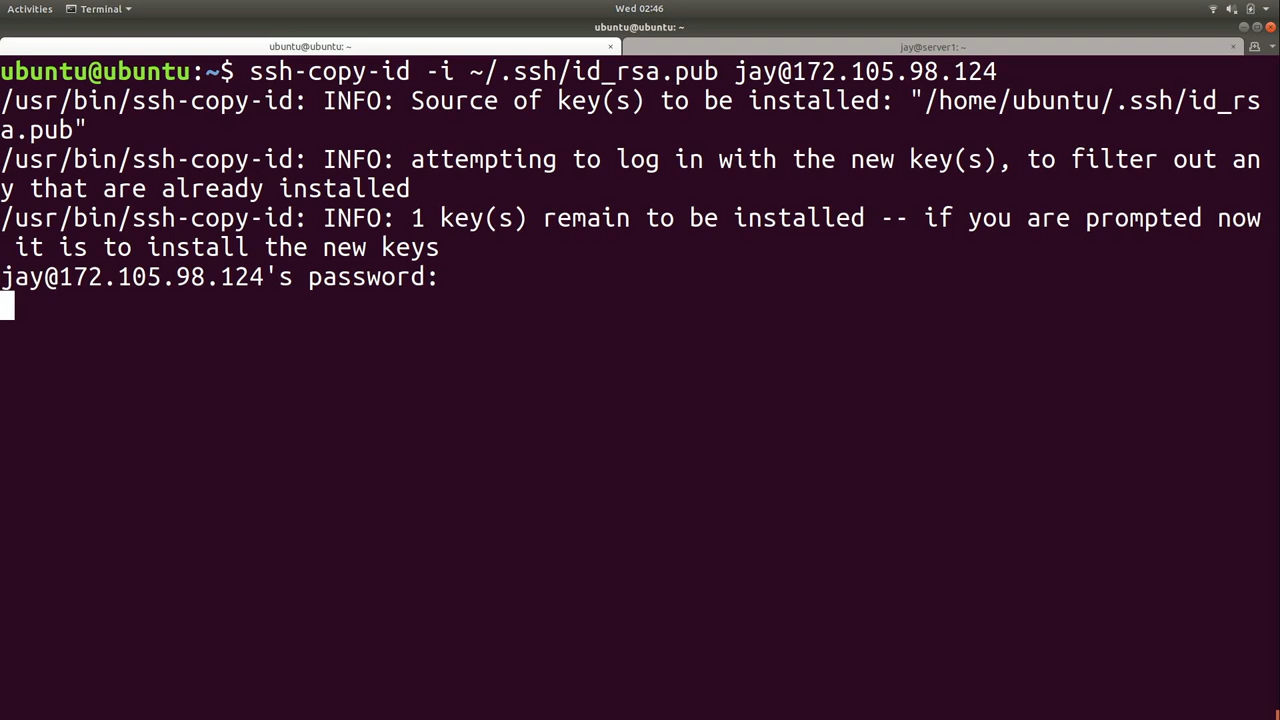 Activities Terminal Wed 02:46
ubuntu@ubuntu: ~
ubuntu@ubuntu: ~ × jay@server1: ~ ×
ubuntu@ubuntu:~$ ssh-copy-id -i ~/.ssh/id_rsa.pub jay@172.105.98.124
/usr/bin/ssh-copy-id: INFO: Source of key(s) to be installed: "/home/ubuntu/.ssh/id_rs
a.pub"
/usr/bin/ssh-copy-id: INFO: attempting to log in with the new key(s), to filter out an
y that are already installed
/usr/bin/ssh-copy-id: INFO: 1 key(s) remain to be installed -- if you are prompted now
 it is to install the new keys
jay@172.105.98.124's password: